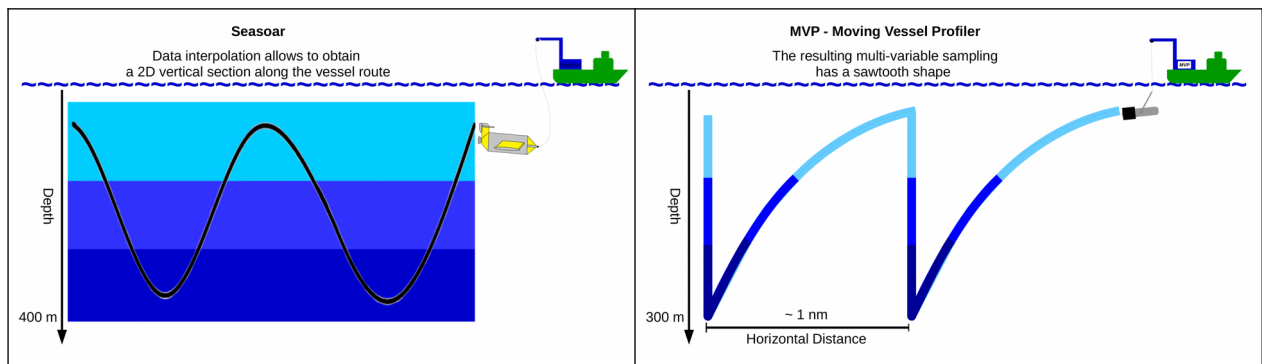 Seasoar
Data interpolation allows to obtain
a 2D vertical section along the vessel route
Depth
400 m
MVP - Moving Vessel Profiler
The resulting multi-variable sampling
has a sawtooth shape
MVP
Depth
300 m
~ 1 nm
Horizontal Distance